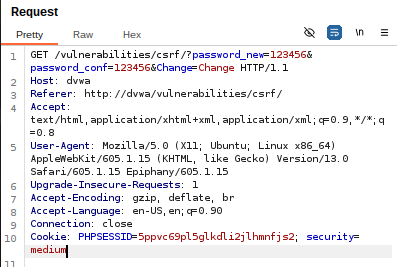 Request
Pretty Raw Hex
\n
1 GET /vulnerabilities/csrf/?password_new=123456&
password_conf=123456&Change=Change HTTP/1.1
2 Host: dvwa
3 Referer: http://dvwa/vulnerabilities/csrf/
4 Accept:
text/html,application/xhtml+xml,application/xml;q=0.9,*/*;q
=0.8
5 User-Agent: Mozilla/5.0 (X11; Ubuntu; Linux x86_64)
AppleWebKit/605.1.15 (KHTML, like Gecko) Version/13.0
Safari/605.1.15 Epiphany/605.1.15
6 Upgrade-Insecure-Requests: 1
7 Accept-Encoding: gzip, deflate, br
8 Accept-Language: en-US,en;q=0.90
9 Connection: close
10 Cookie: PHPSESSID=5ppvc69pl5glkdli2jlhmnfjs2; security=
medium
11